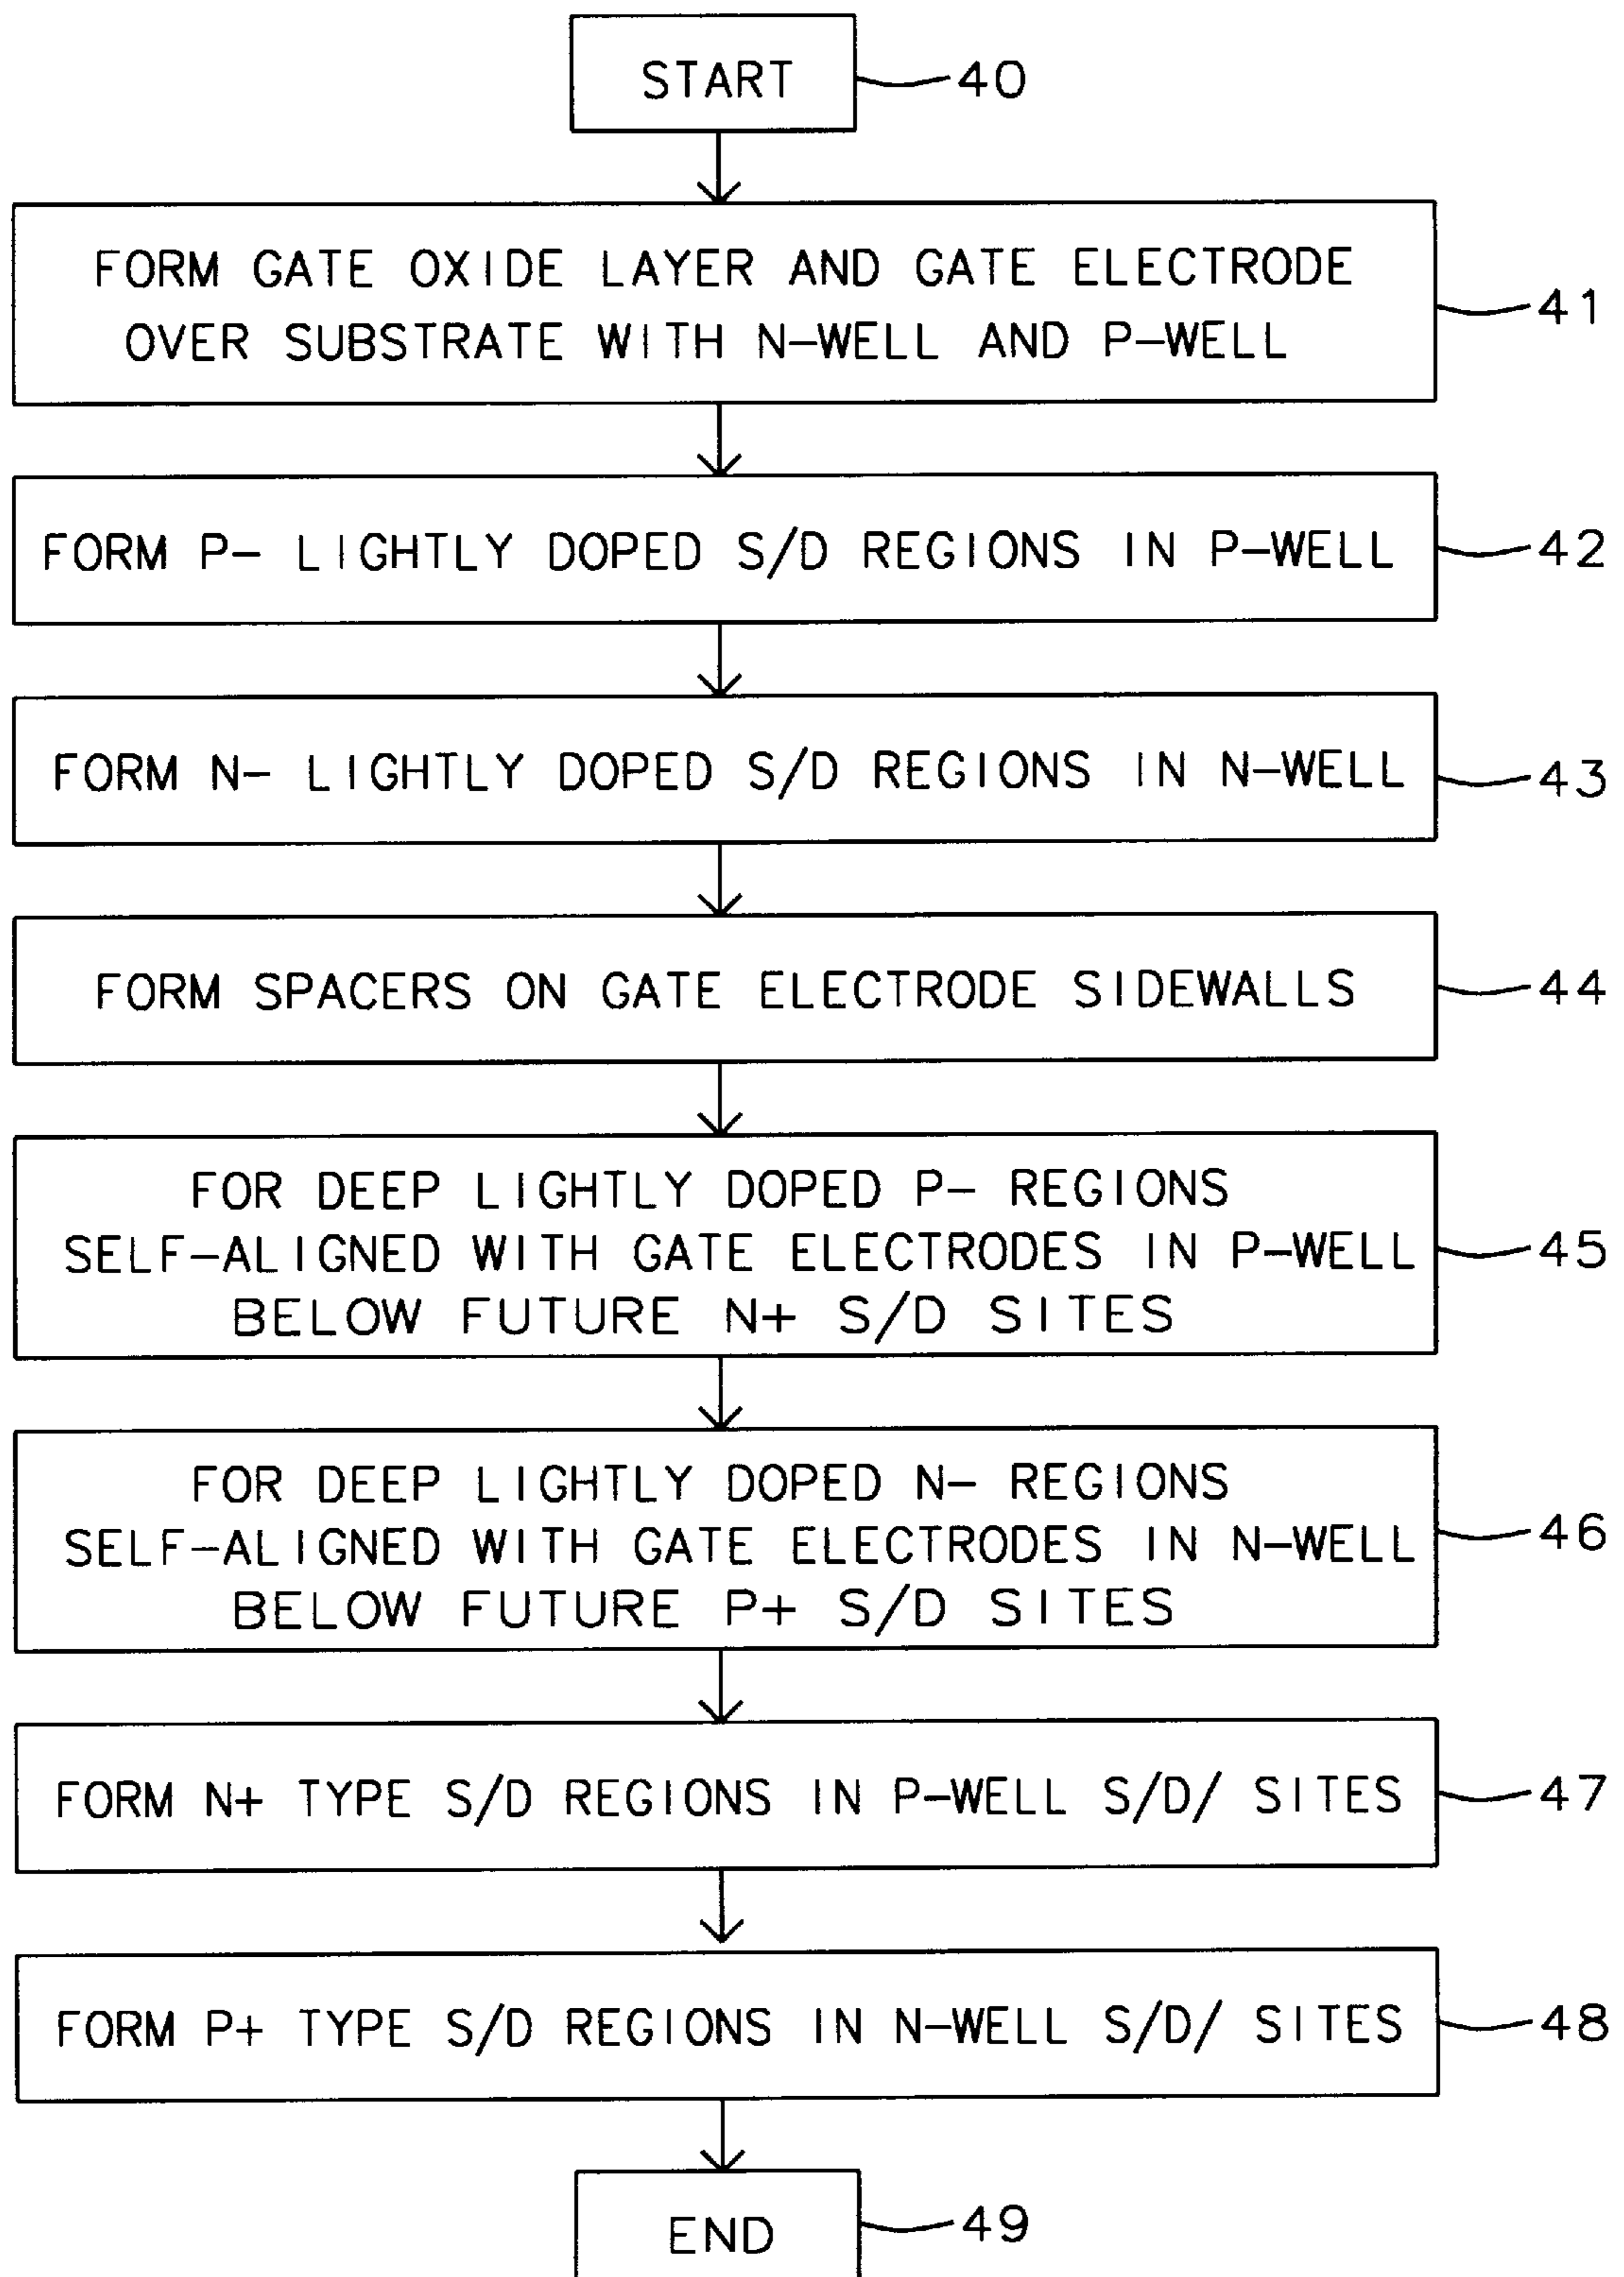 START
40
FORM GATE OXIDE LAYER AND GATE ELECTRODE
OVER SUBSTRATE WITH N-WELL AND P-WELL
41
FORM P- LIGHTLY DOPED S/D REGIONS IN P-WELL
42
FORM N- LIGHTLY DOPED S/D REGIONS IN N-WELL
43
FORM SPACERS ON GATE ELECTRODE SIDEWALLS
44
FOR DEEP LIGHTLY DOPED P- REGIONS
SELF-ALIGNED WITH GATE ELECTRODES IN P-WELL
BELOW FUTURE N+ S/D SITES
45
FOR DEEP LIGHTLY DOPED N- REGIONS
SELF-ALIGNED WITH GATE ELECTRODES IN N-WELL
BELOW FUTURE P+ S/D SITES
46
FORM N+ TYPE S/D REGIONS IN P-WELL S/D/ SITES
47
FORM P+ TYPE S/D REGIONS IN N-WELL S/D/ SITES
48
END
49